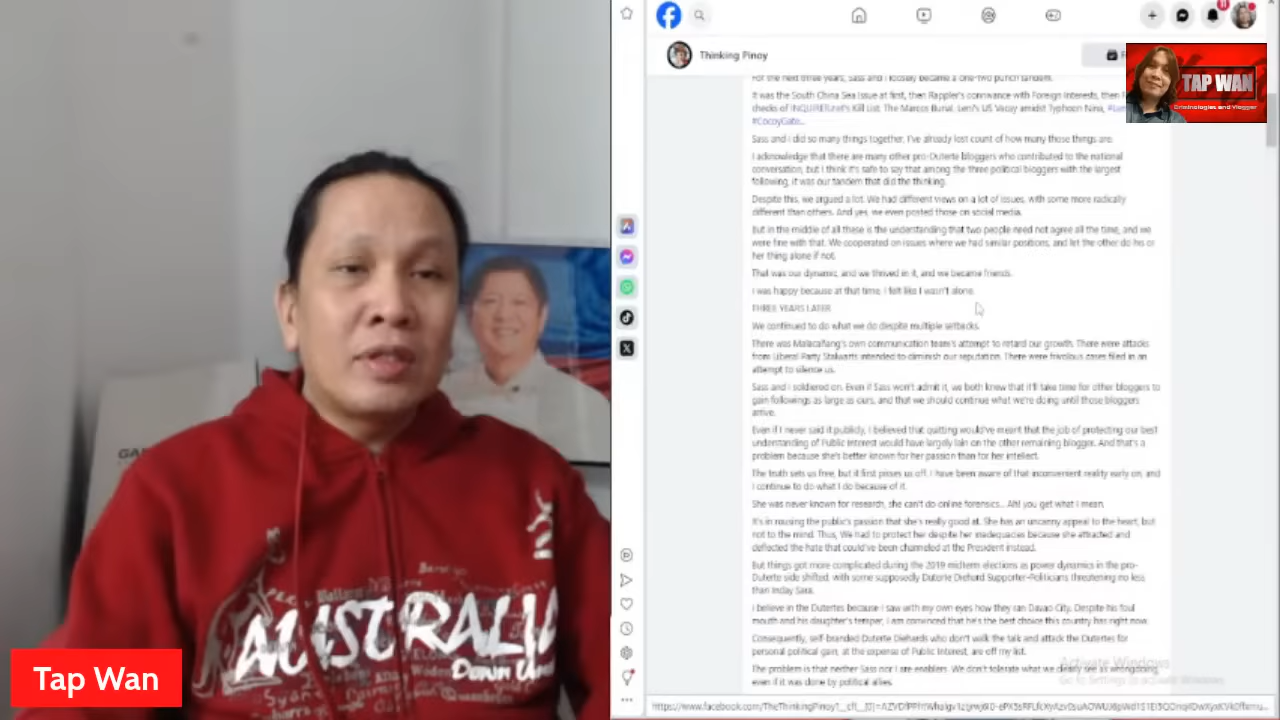 Thinking Pinoy
TAP WAN
Criminologist and Vlogger
For the next three years, Sass and I loosely became a one-two punch tandem.
It was the South China Sea Issue at first, then Rappler's connivance with Foreign Interests, then
checks of INQUIRER.net's Kill List. The Marcos Burial. Leni's US Vacay amidst Typhoon Nina,
#CocoyGate..
Sass and I did so many things together, I've already lost count of how many those things are.
I acknowledge that there are many other pro-Duterte bloggers who contributed to the national
conversation, but I think it's safe to say that among the three political bloggers with the largest
following, it was our tandem that did the thinking.
Despite this, we argued a lot. We had different views on a lot of issues, with some more radically
different than others. And yes, we even posted those on social media.
But in the middle of all these is the understanding that two people need not agree all the time, and we
were fine with that. We cooperated on issues where we had similar positions, and let the other do his or
her thing alone if not.
That was our dynamic, and we thrived in it, and we became friends.
I was happy because at that time, I felt like I wasn't alone.
THREE YEARS LATER
We continued to do what we do despite multiple setbacks.
There was Malacañang's own communication team's attempt to retard our growth. There were attacks
from Liberal Party Stalwarts intended to diminish our reputation. There were frivolous cases filed in an
attempt to silence us.
Sass and I soldiered on. Even if Sass won't admit it, we both knew that it'll take time for other bloggers to
gain followings as large as ours, and that we should continue what we're doing until those bloggers
arrive.
Even if I never said it publicly, I believed that quitting would've meant that the job of protecting our best
understanding of Public Interest would have largely lain on the other remaining blogger. And that's a
problem because she's better known for her passion than for her intellect.
The truth sets us free, but it first pisses us off. I have been aware of that inconvenient reality early on, and
I continue to do what I do because of it.
She was never known for research, she can't do online forensics... Ah! you get what I mean.
It's in rousing the public's passion that she's really good at. She has an uncanny appeal to the heart, but
not to the mind. Thus, We had to protect her despite her inadequacies because she attracted and
deflected the hate that could've been channeled at the President instead.
But things got more complicated during the 2019 midterm elections as power dynamics in the pro-
Duterte side shifted, with some supposedly Duterte Diehard Supporter-Politicians threatening no less
than Inday Sara.
I believe in the Dutertes because I saw with my own eyes how they ran Davao City. Despite his foul
mouth and his daughter's temper, I am convinced that he's the best choice this country has right now.
Consequently, self-branded Duterte Diehards who don't walk the talk and attack the Dutertes for
personal political gain, at the expense of Public Interest, are off my list.
The problem is that neither Sass nor I are enablers. We don't tolerate what we clearly see as wrongdoing,
even if it was done by political allies.
Activate Windows
Go to Settings to activate Windows.
AUSTRALIA
Down Under
Tap Wan